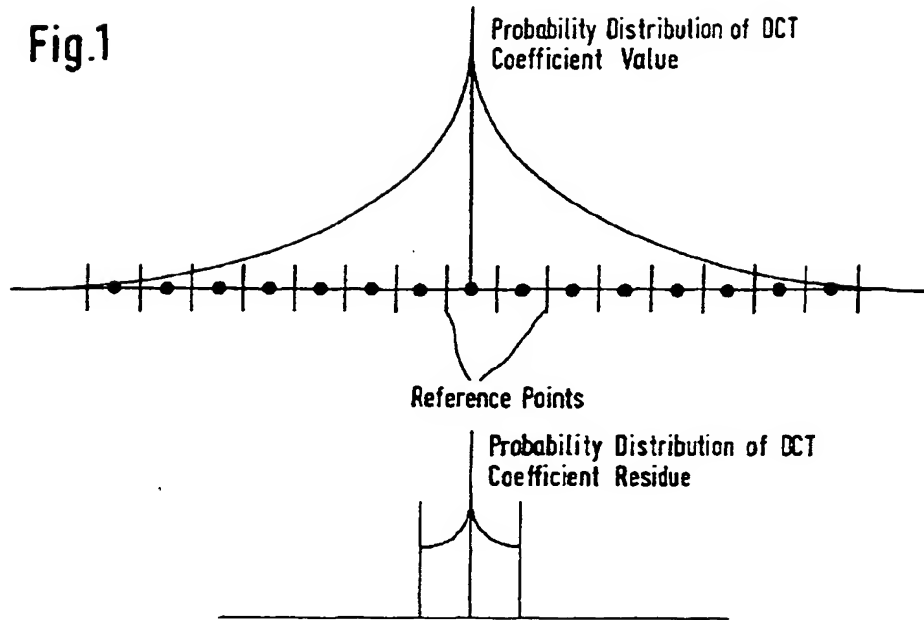 Fig.1
Probability Distribution of DCT
Coefficient Value
Reference Points
Probability Distribution of DCT
Coefficient Residue